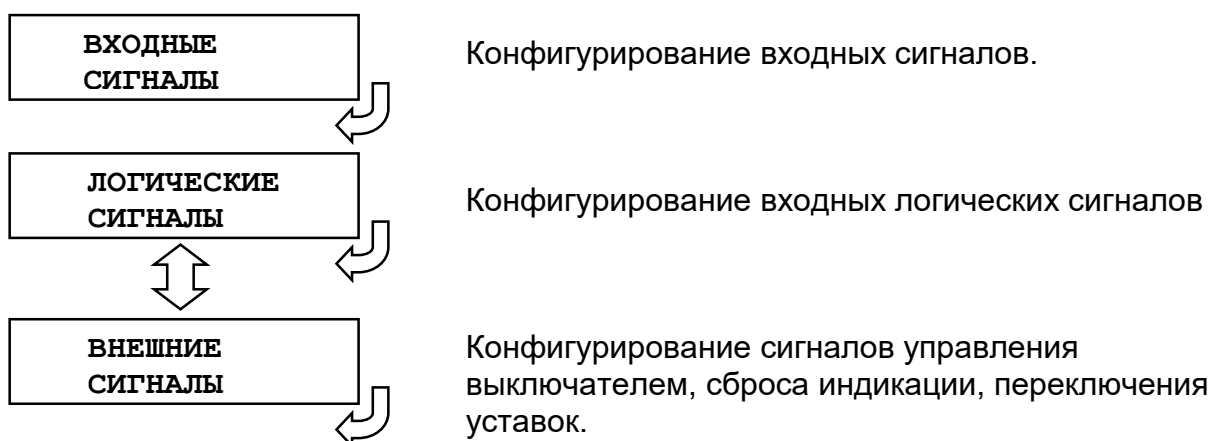 ВХОДНЫЕ
СИГНАЛЫ
Конфигурирование входных сигналов.
ЛОГИЧЕСКИЕ
СИГНАЛЫ
Конфигурирование входных логических сигналов
ВНЕШНИЕ
СИГНАЛЫ
Конфигурирование сигналов управления
выключателем, сброса индикации, переключения
уставок.